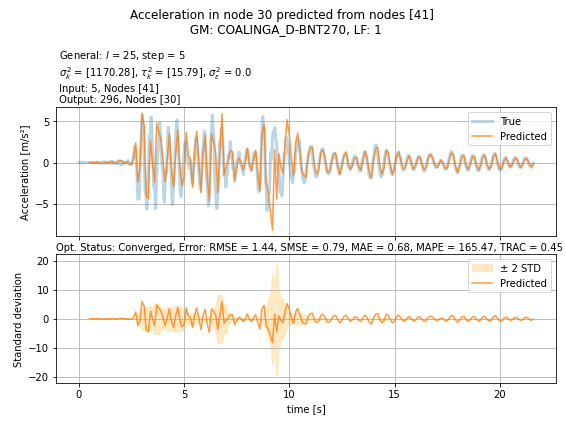 Acceleration in node 30 predicted from nodes [41]
GM: COALINGA_D-BNT270, LF: 1
General: l = 25, step = 5
σ²ₖ = [1170.28], τ²ₖ = [15.79], σ²ₑ = 0.0
Input: 5, Nodes [41]
Output: 296, Nodes [30]
True
Predicted
5
0
−5
Acceleration [m/s²]
Opt. Status: Converged, Error: RMSE = 1.44, SMSE = 0.79, MAE = 0.68, MAPE = 165.47, TRAC = 0.45
± 2 STD
Predicted
20
10
0
−10
−20
Standard deviation
0 5 10 15 20
time [s]